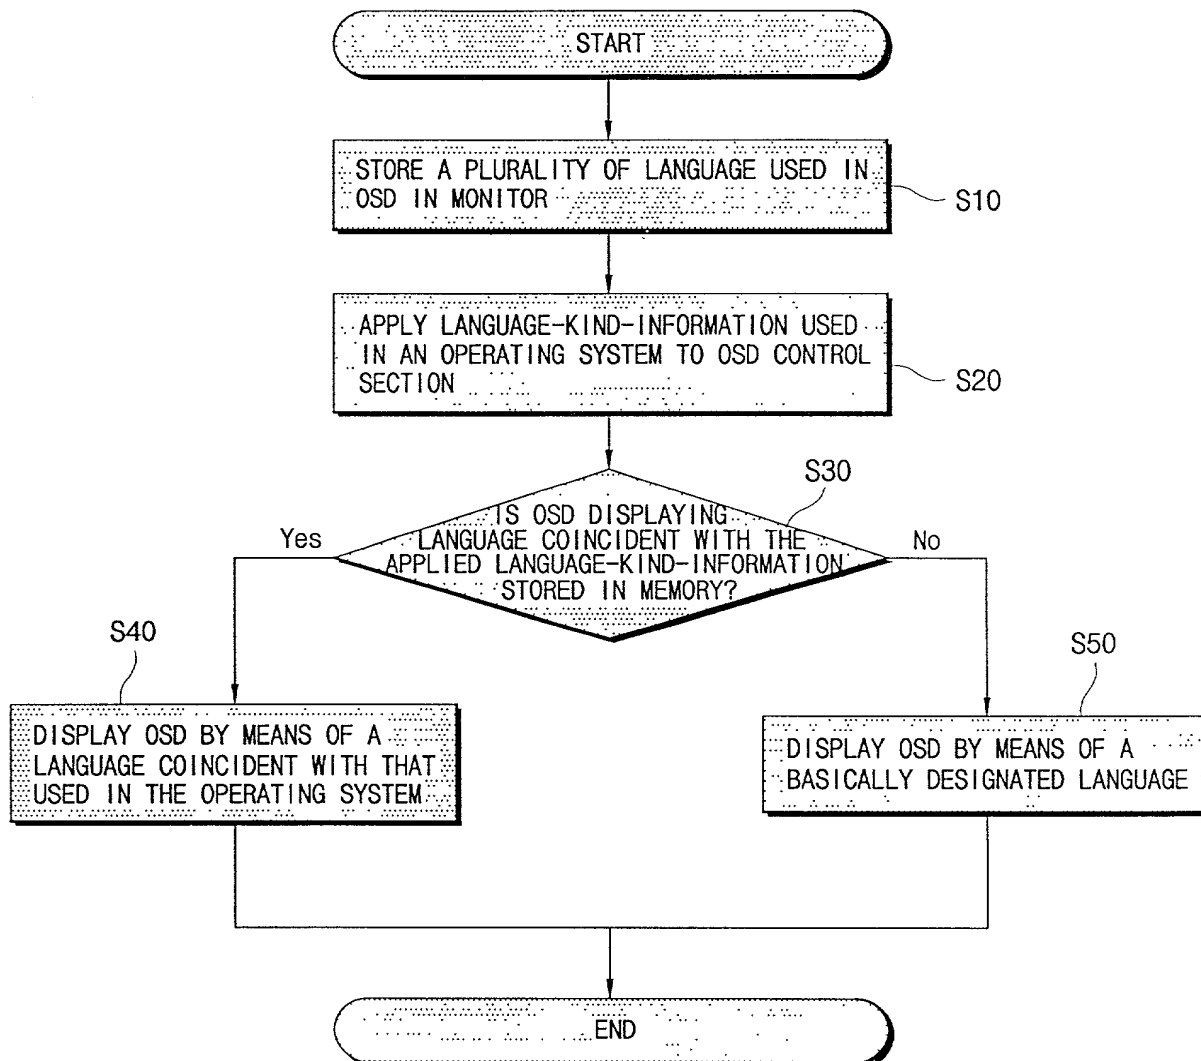 START
STORE A PLURALITY OF LANGUAGE USED IN
OSD IN MONITOR
S10
APPLY LANGUAGE-KIND-INFORMATION USED
IN AN OPERATING SYSTEM TO OSD CONTROL
SECTION
S20
S30
IS OSD DISPLAYING
LANGUAGE COINCIDENT WITH THE
APPLIED LANGUAGE-KIND-INFORMATION
STORED IN MEMORY?
Yes
No
S40
DISPLAY OSD BY MEANS OF A
LANGUAGE COINCIDENT WITH THAT
USED IN THE OPERATING SYSTEM
S50
DISPLAY OSD BY MEANS OF A
BASICALLY DESIGNATED LANGUAGE
END